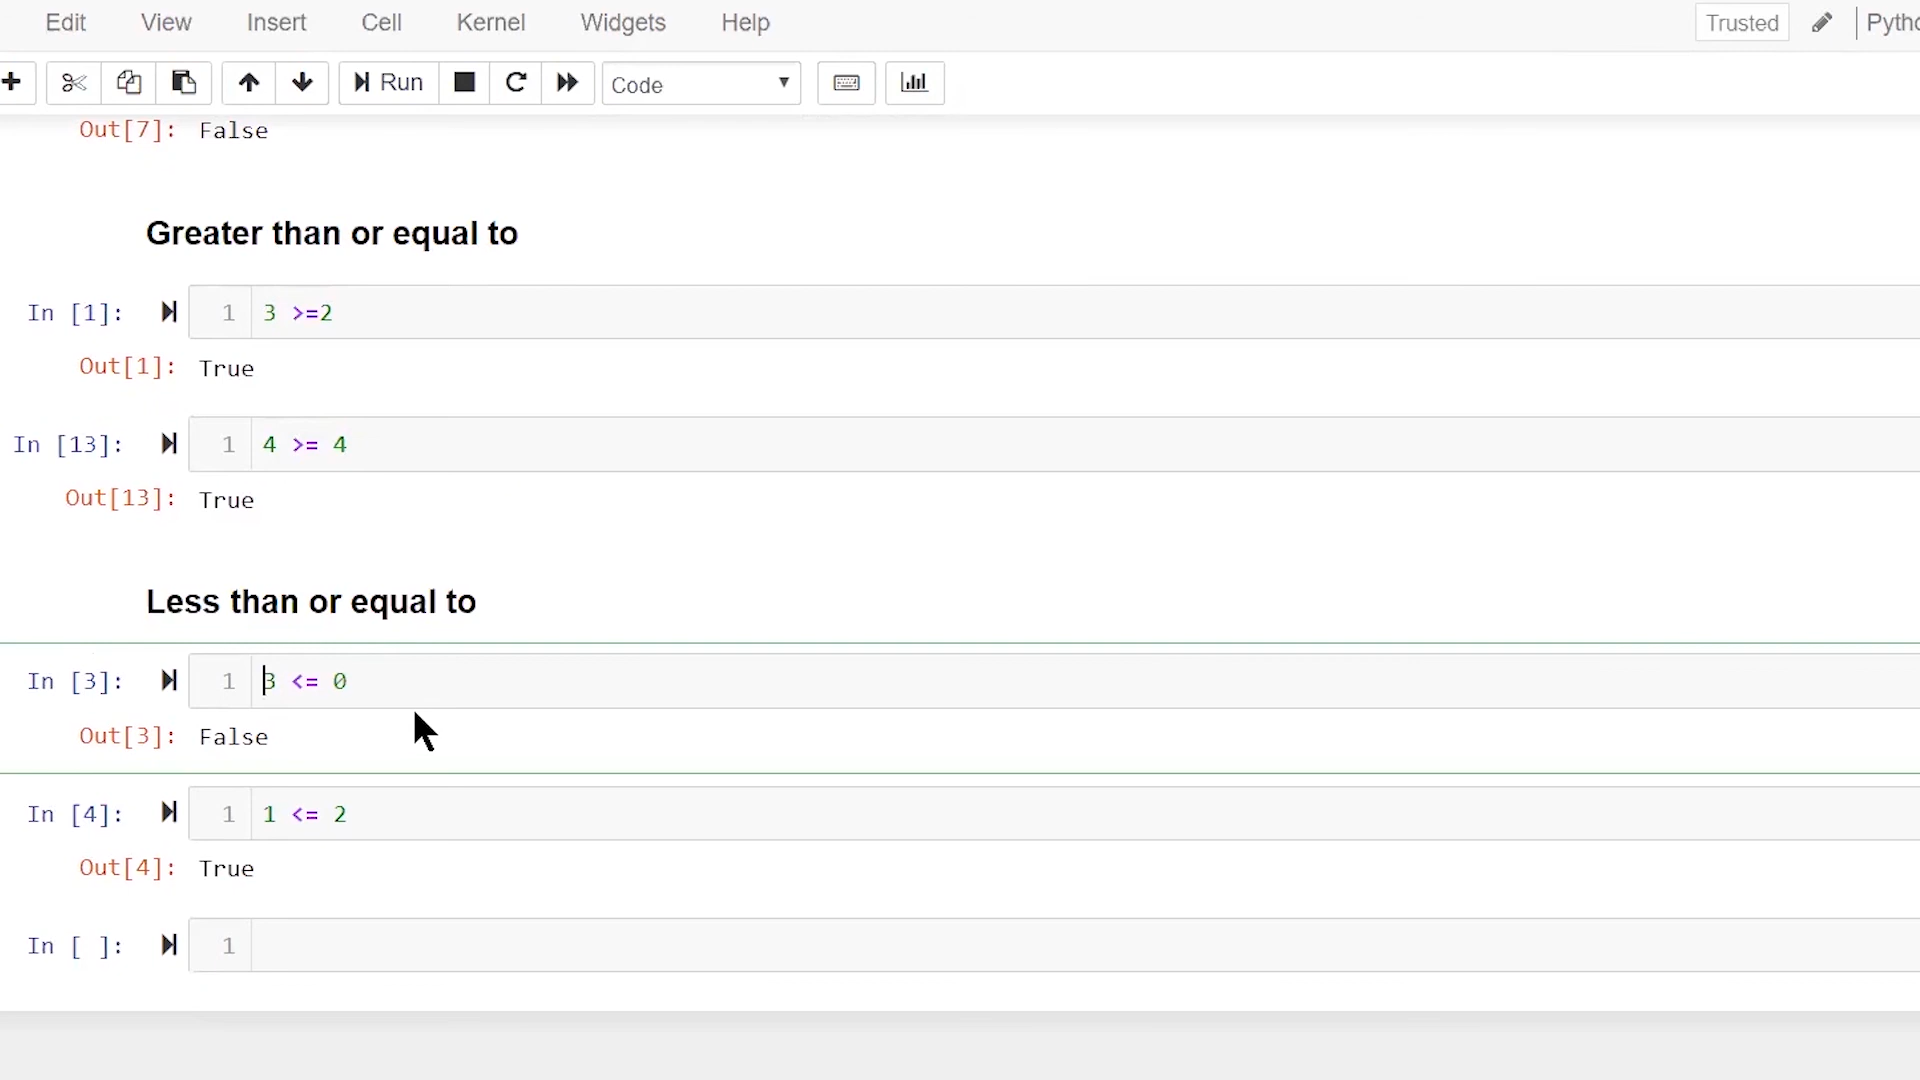 Edit View Insert Cell Kernel Widgets Help Trusted
Run Code
Out[7]: False
Greater than or equal to
In [1]: 1 3 >=2
Out[1]: True
In [13]: 1 4 >= 4
Out[13]: True
Less than or equal to
In [3]: 1 3 <= 0
Out[3]: False
In [4]: 1 1 <= 2
Out[4]: True
In [ ]: 1